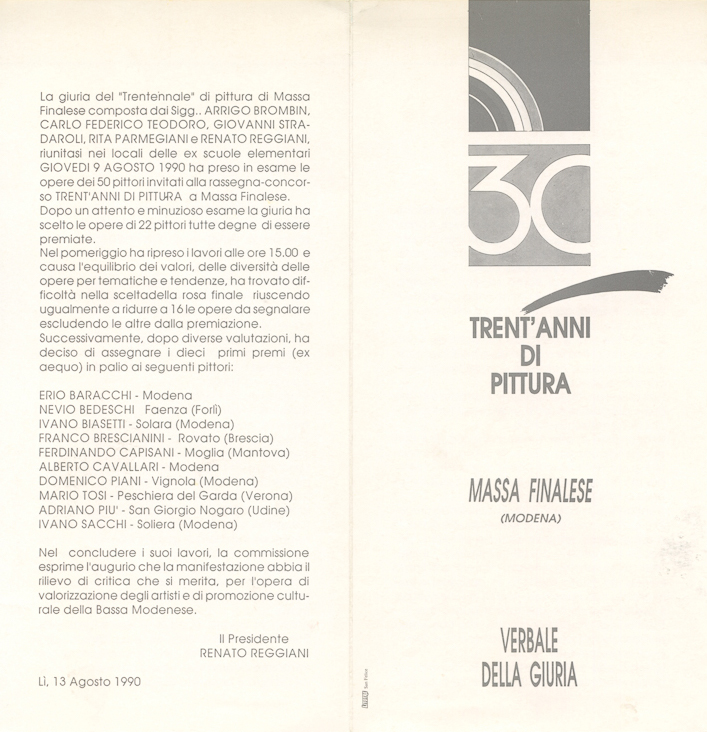 La giuria del "Trentennale" di pittura di Massa
Finalese composta dai Sigg.. ARRIGO BROMBIN,
CARLO FEDERICO TEODORO, GIOVANNI STRA-
DAROLI, RITA PARMEGIANI e RENATO REGGIANI,
riunitasi nei locali delle ex scuole elementari
GIOVEDI 9 AGOSTO 1990 ha preso in esame le
opere dei 50 pittori invitati alla rassegna-concor-
so TRENT'ANNI DI PITTURA a Massa Finalese.
Dopo un attento e minuzioso esame la giuria ha
scelto le opere di 22 pittori tutte degne di essere
premiate.
Nel pomeriggio ha ripreso i lavori alle ore 15.00 e
causa l'equilibrio dei valori, delle diversità delle
opere per tematiche e tendenze, ha trovato dif-
ficoltà nella sceltadella rosa finale riuscendo
ugualmente a ridurre a 16 le opere da segnalare
escludendo le altre dalla premiazione.
Successivamente, dopo diverse valutazioni, ha
deciso di assegnare i dieci primi premi (ex
aequo) in palio ai seguenti pittori:
ERIO BARACCHI - Modena
NEVIO BEDESCHI Faenza (Forlì)
IVANO BIASETTI - Solara (Modena)
FRANCO BRESCIANINI - Rovato (Brescia)
FERDINANDO CAPISANI - Moglia (Mantova)
ALBERTO CAVALLARI - Modena
DOMENICO PIANI - Vignola (Modena)
MARIO TOSI - Peschiera del Garda (Verona)
ADRIANO PIU' - San Giorgio Nogaro (Udine)
IVANO SACCHI - Soliera (Modena)
Nel concludere i suoi lavori, la commissione
esprime l'augurio che la manifestazione abbia il
rilievo di critica che si merita, per l'opera di
valorizzazione degli artisti e di promozione cultu-
rale della Bassa Modenese.
Il Presidente
RENATO REGGIANI
Lì, 13 Agosto 1990
30
TRENT'ANNI
DI
PITTURA
MASSA FINALESE
(MODENA)
VERBALE
DELLA GIURIA